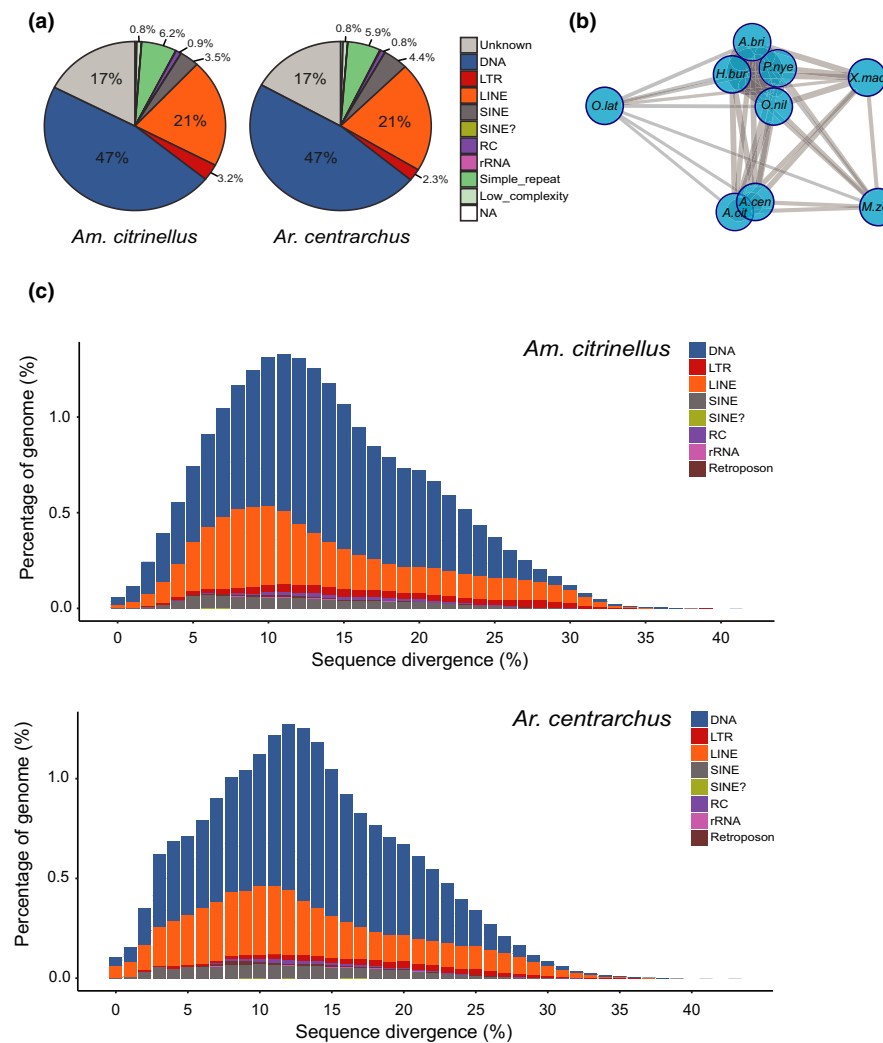 (a)
0.8%
6.2%
0.9%
3.5%
17%
21%
47%
3.2%
Am. citrinellus
0.8%
5.9%
0.8%
4.4%
17%
21%
47%
2.3%
Ar. centrarchus
Unknown
DNA
LTR
LINE
SINE
SINE?
RC
rRNA
Simple_repeat
Low_complexity
NA
(b)
A.bri
H.bur
P.nye
X.mac
O.lat
O.nil
A.cit
A.cen
(c)
Am. citrinellus
DNA
LTR
LINE
SINE
SINE?
RC
rRNA
Retroposon
Percentage of genome (%)
1.0
0.5
0.0
0 5 10 15 20 25 30 35 40
Sequence divergence (%)
Ar. centrarchus
DNA
LTR
LINE
SINE
SINE?
RC
rRNA
Retroposon
Percentage of genome (%)
1.0
0.5
0.0
0 5 10 15 20 25 30 35 40
Sequence divergence (%)